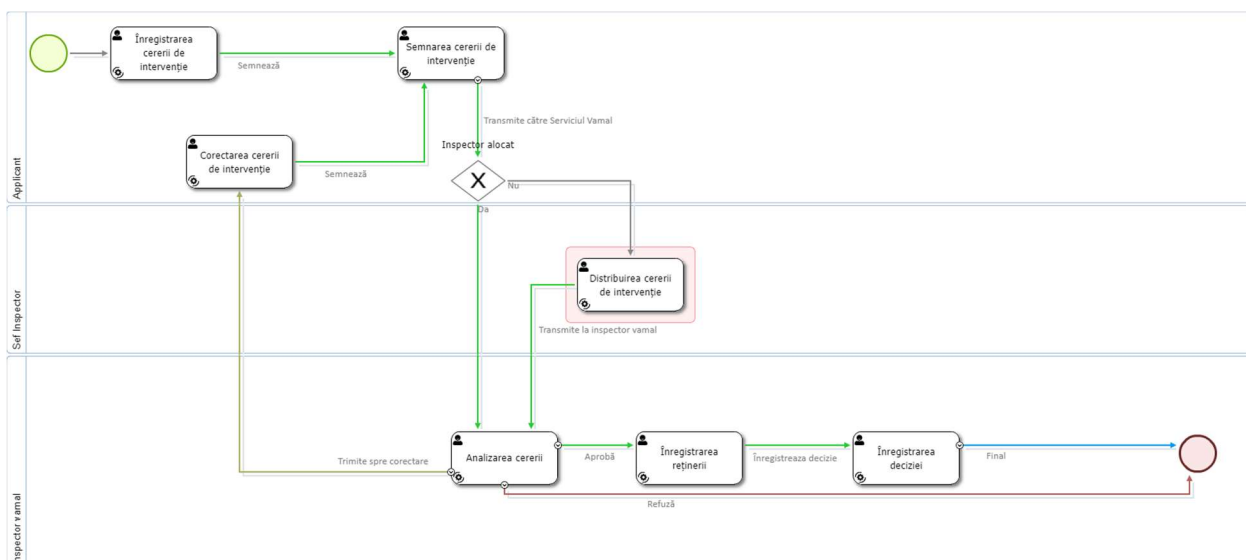 Applicant
Înregistrarea
cererii de
intervenție
Semnează
Semnarea cererii de
intervenție
Transmite către Serviciul Vamal
Corectarea cererii
de intervenție
Semnează
Inspector alocat
X
Nu
Da
Sef Inspector
Distribuirea cererii
de intervenție
Transmite la inspector vamal
Inspector vamal
Trimite spre corectare
Analizarea cererii
Aprobă
Înregistrarea
reținerii
Înregistreaza decizie
Înregistrarea
deciziei
Final
Refuză